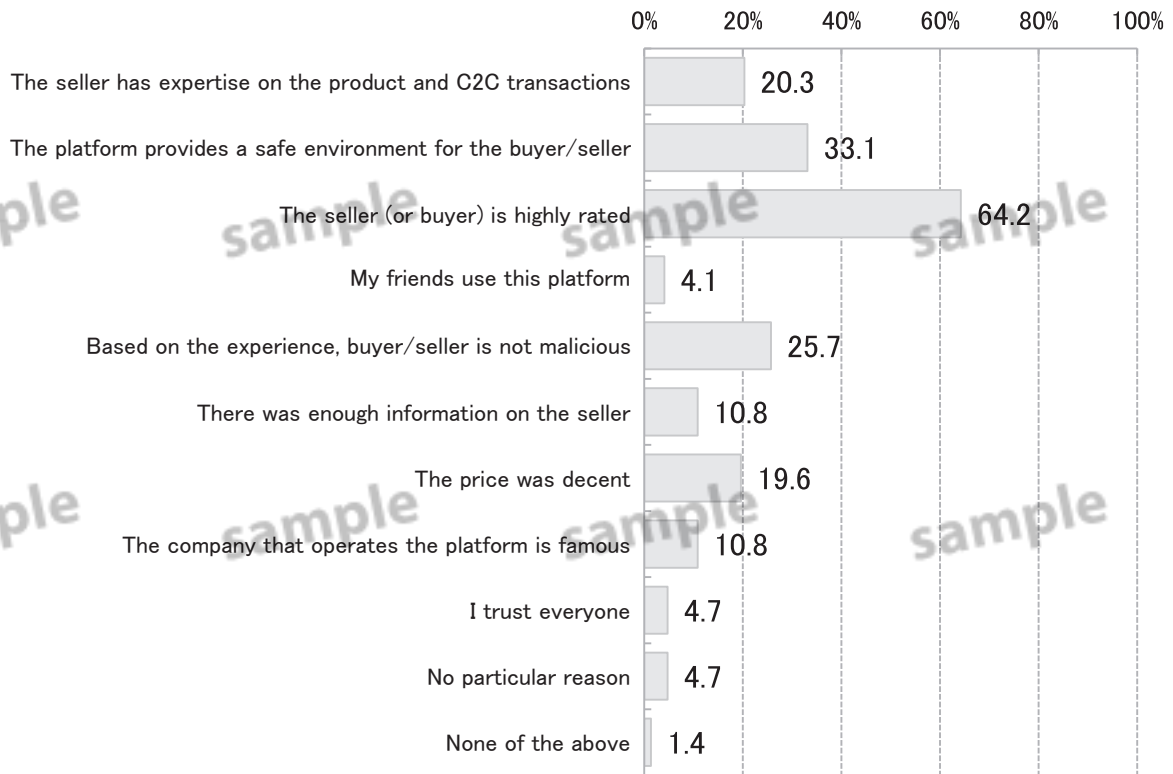 0% 20% 40% 60% 80% 100%
The seller has expertise on the product and C2C transactions 20.3
The platform provides a safe environment for the buyer/seller 33.1
The seller (or buyer) is highly rated 64.2
ple sample sample sample
My friends use this platform 4.1
Based on the experience, buyer/seller is not malicious 25.7
There was enough information on the seller 10.8
The price was decent 19.6
ple sample sample sample
The company that operates the platform is famous 10.8
I trust everyone 4.7
No particular reason 4.7
None of the above 1.4